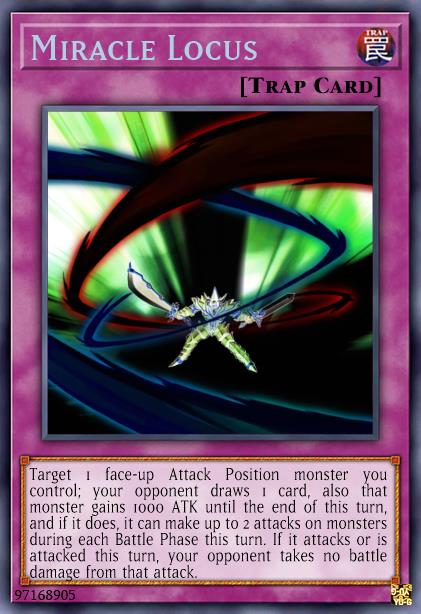 Miracle Locus
TRAP
罠
[Trap Card]
Target 1 face-up Attack Position monster you
control; your opponent draws 1 card, also that
monster gains 1000 ATK until the end of this turn,
and if it does, it can make up to 2 attacks on monsters
during each Battle Phase this turn. If it attacks or is
attacked this turn, your opponent takes no battle
damage from that attack.
97168905